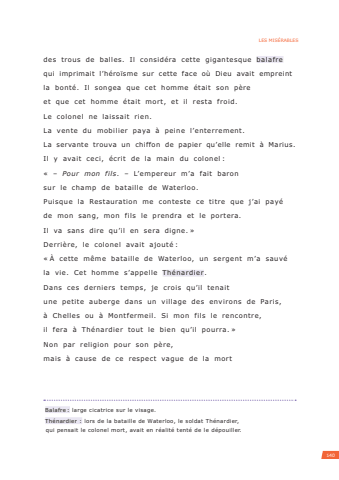 LES MISÉRABLES
des trous de balles. Il considéra cette gigantesque balafre
qui imprimait l'héroïsme sur cette face où Dieu avait empreint
la bonté. Il songea que cet homme était son père
et que cet homme était mort, et il resta froid.
Le colonel ne laissait rien.
La vente du mobilier paya à peine l'enterrement.
La servante trouva un chiffon de papier qu'elle remit à Marius.
Il y avait ceci, écrit de la main du colonel :
« – Pour mon fils. – L'empereur m'a fait baron
sur le champ de bataille de Waterloo.
Puisque la Restauration me conteste ce titre que j'ai payé
de mon sang, mon fils le prendra et le portera.
Il va sans dire qu'il en sera digne. »
Derrière, le colonel avait ajouté :
« À cette même bataille de Waterloo, un sergent m'a sauvé
la vie. Cet homme s'appelle Thénardier.
Dans ces derniers temps, je crois qu'il tenait
une petite auberge dans un village des environs de Paris,
à Chelles ou à Montfermeil. Si mon fils le rencontre,
il fera à Thénardier tout le bien qu'il pourra. »
Non par religion pour son père,
mais à cause de ce respect vague de la mort
Balafre : large cicatrice sur le visage.
Thénardier : lors de la bataille de Waterloo, le soldat Thénardier,
qui pensait le colonel mort, avait en réalité tenté de le dépouiller.
140